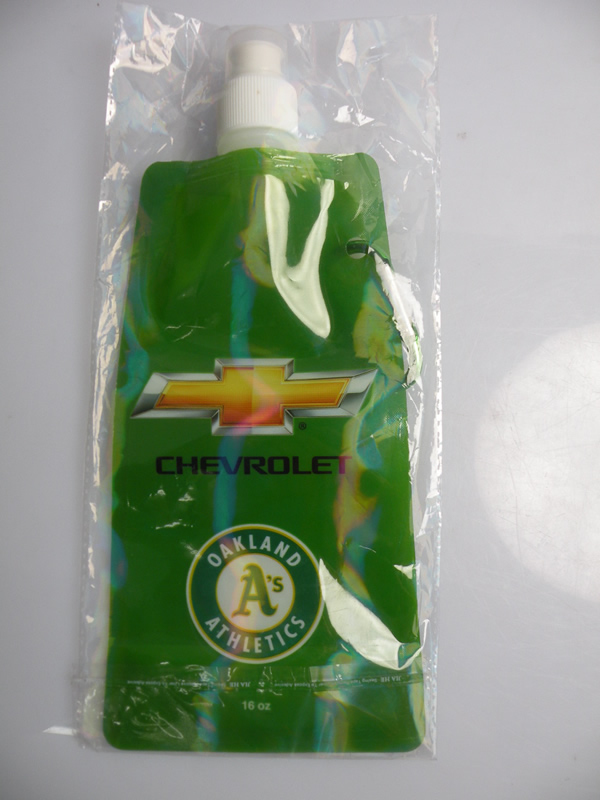 ®
CHEVROLET
OAKLAND
A's
ATHLETICS
16 oz